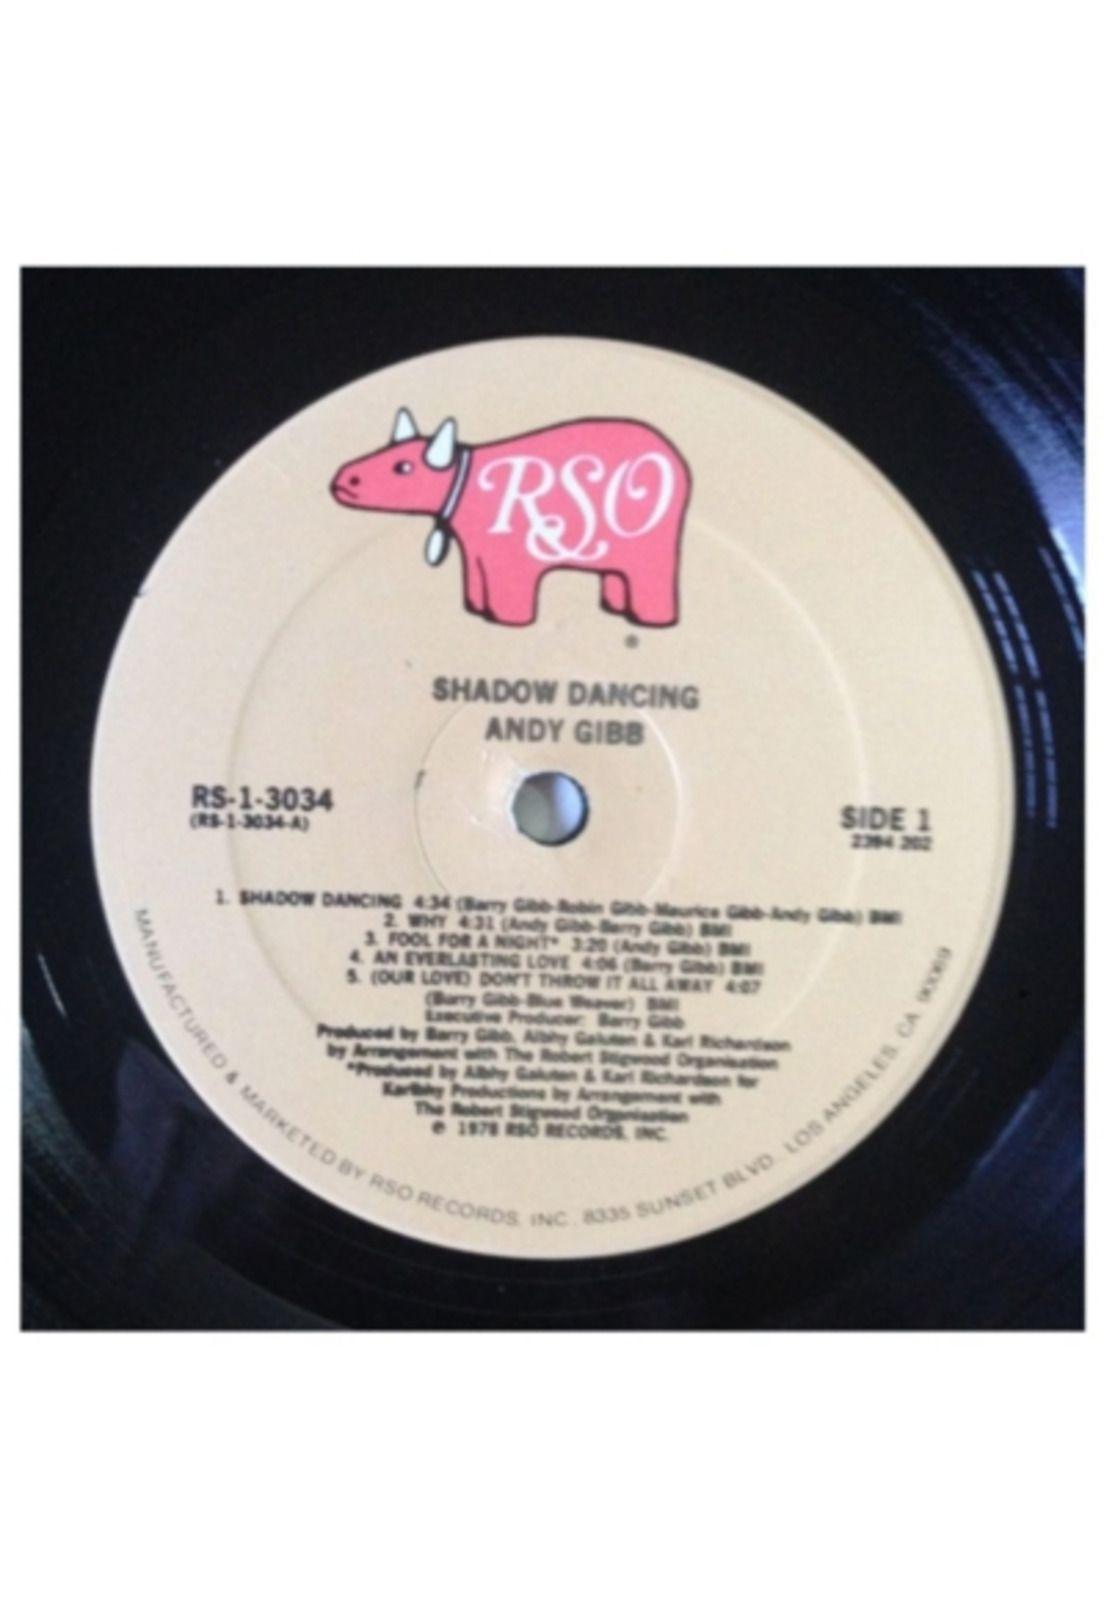 RSO
SHADOW DANCING
ANDY GIBB
RS-1-3034
(RS-1-3034-A)
SIDE 1
2394 202
1. SHADOW DANCING 4:34 (Barry Gibb-Robin Gibb-Maurice Gibb-Andy Gibb) BMI
2. WHY 4:31 (Andy Gibb-Barry Gibb) BMI
3. FOOL FOR A NIGHT* 3:20 (Andy Gibb) BMI
4. AN EVERLASTING LOVE 4:06 (Barry Gibb) BMI
5. (OUR LOVE) DON'T THROW IT ALL AWAY 4:07
(Barry Gibb-Blue Weaver) BMI
Executive Producer: Barry Gibb
Produced by Barry Gibb, Albhy Galuten & Karl Richardson
by Arrangement with The Robert Stigwood Organisation
*Produced by Albhy Galuten & Karl Richardson for
Karlbhy Productions by Arrangement with
The Robert Stigwood Organisation
℗ 1978 RSO RECORDS, INC.
MANUFACTURED & MARKETED BY RSO RECORDS, INC. 8335 SUNSET BLVD. LOS ANGELES, CA 90069